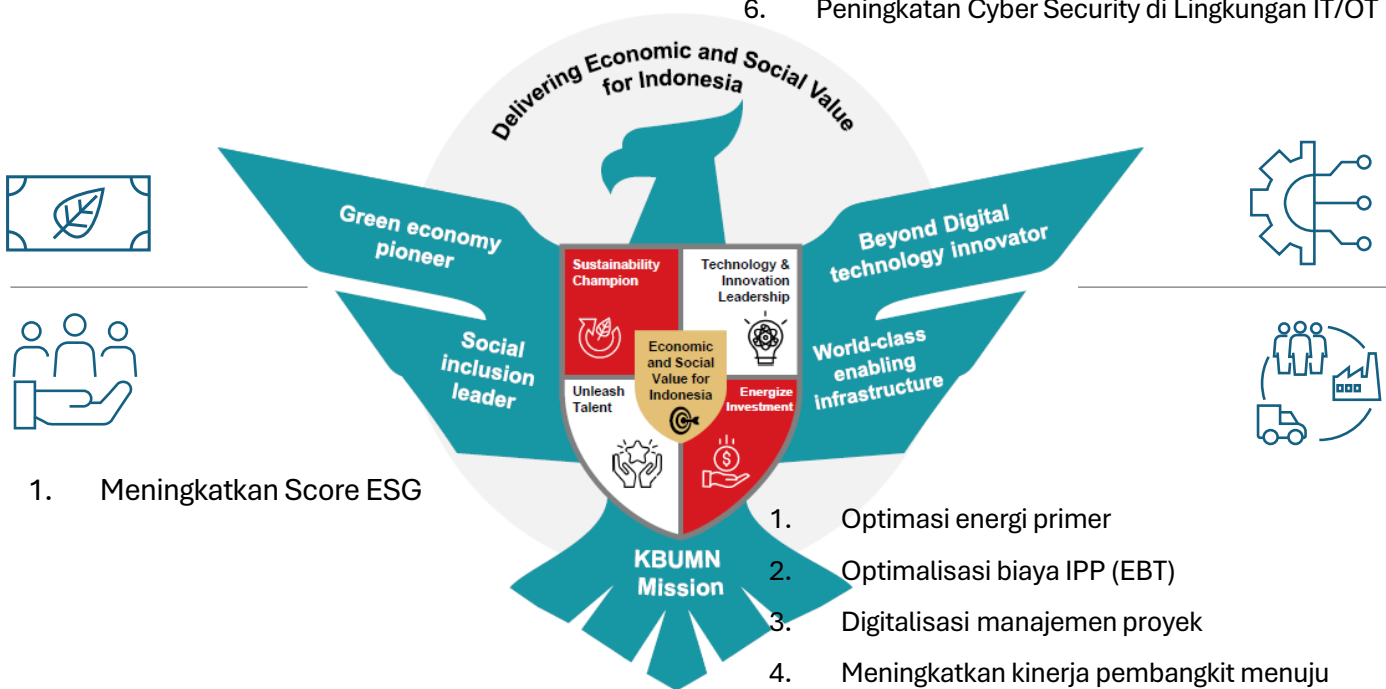 6. Peningkatan Cyber Security di Lingkungan IT/OT
Delivering Economic and Social Value
for Indonesia
Green economy
pioneer
Beyond Digital
technology innovator
Sustainability
Champion
Technology &
Innovation
Leadership
Social
inclusion
leader
Economic
and Social
Value for
Indonesia
World-class
enabling
infrastructure
Unleash
Talent
Energize
Investment
1. Meningkatkan Score ESG
KBUMN
Mission
1. Optimasi energi primer
2. Optimalisasi biaya IPP (EBT)
3. Digitalisasi manajemen proyek
4. Meningkatkan kinerja pembangkit menuju